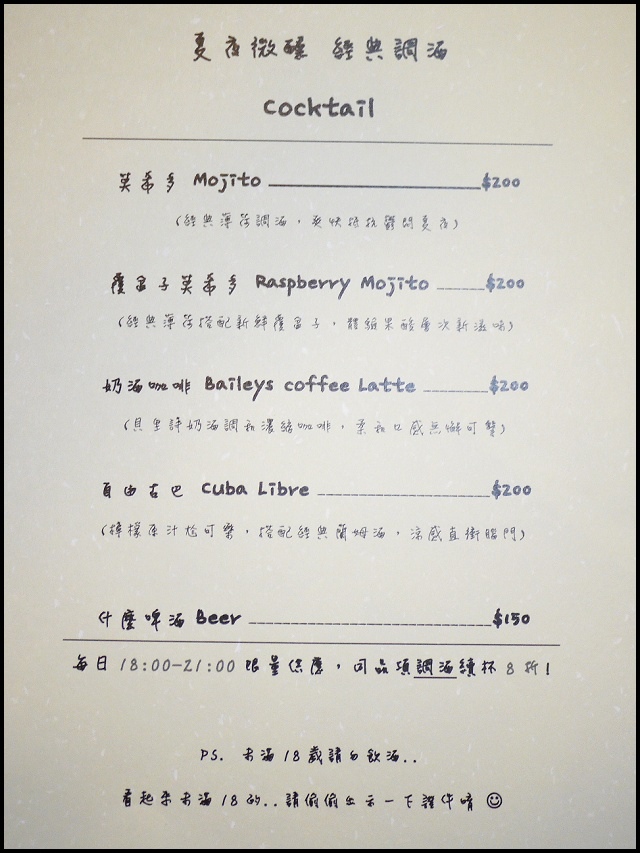 夏夜微醺 經典調酒
Cocktail
莫希多 Mojito $200
(經典薄荷調酒，爽快抵抗鬱悶夏夜)
覆盆子莫希多 Raspberry Mojito $200
(經典薄荷搭配新鮮覆盆子，體驗果酸層次新滋味)
奶酒咖啡 Baileys coffee Latte $200
(貝里詩奶酒調和濃縮咖啡，柔和口感無懈可擊)
自由古巴 Cuba Libre $200
(檸檬原汁尬可樂，搭配經典蘭姆酒，涼感直衝腦門)
什麼啤酒 Beer $150
每日 18:00-21:00 限量供應，同品項調酒續杯 8 折!
PS. 未滿 18 歲請勿飲酒..
看起來未滿 18 的..請偷偷出示一下證件唷 ☺